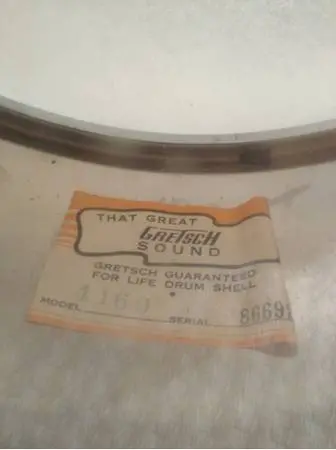 THAT GREAT
GRETSCH
SOUND
GRETSCH GUARANTEED
FOR LIFE DRUM SHELL
MODEL SERIAL